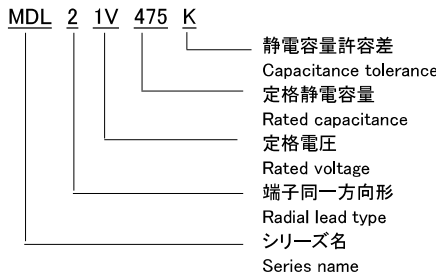 MDL 2 1V 475 K
静電容量許容差
Capacitance tolerance
定格静電容量
Rated capacitance
定格電圧
Rated voltage
端子同一方向形
Radial lead type
シリーズ名
Series name